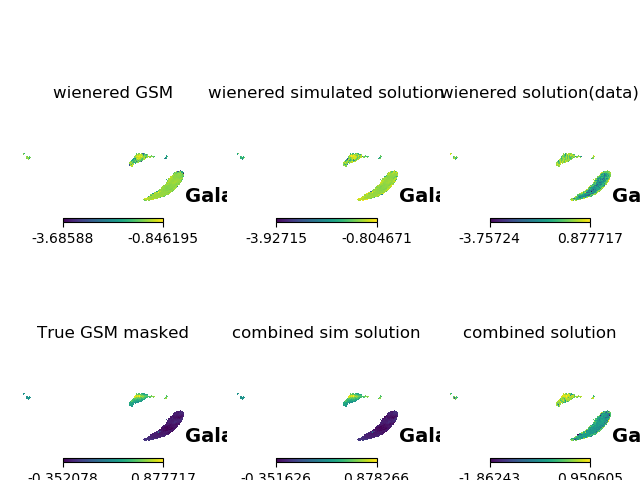 wienered GSM wienered simulated solution wienered solution(data)
Gala Gala Ga
-3.68588 -0.846195 -3.92715 -0.804671 -3.75724 0.877717
True GSM masked combined sim solution combined solution
Gala Gala Ga
-0.352078 0.877717 -0.351626 0.878266 -1.86243 0.950605